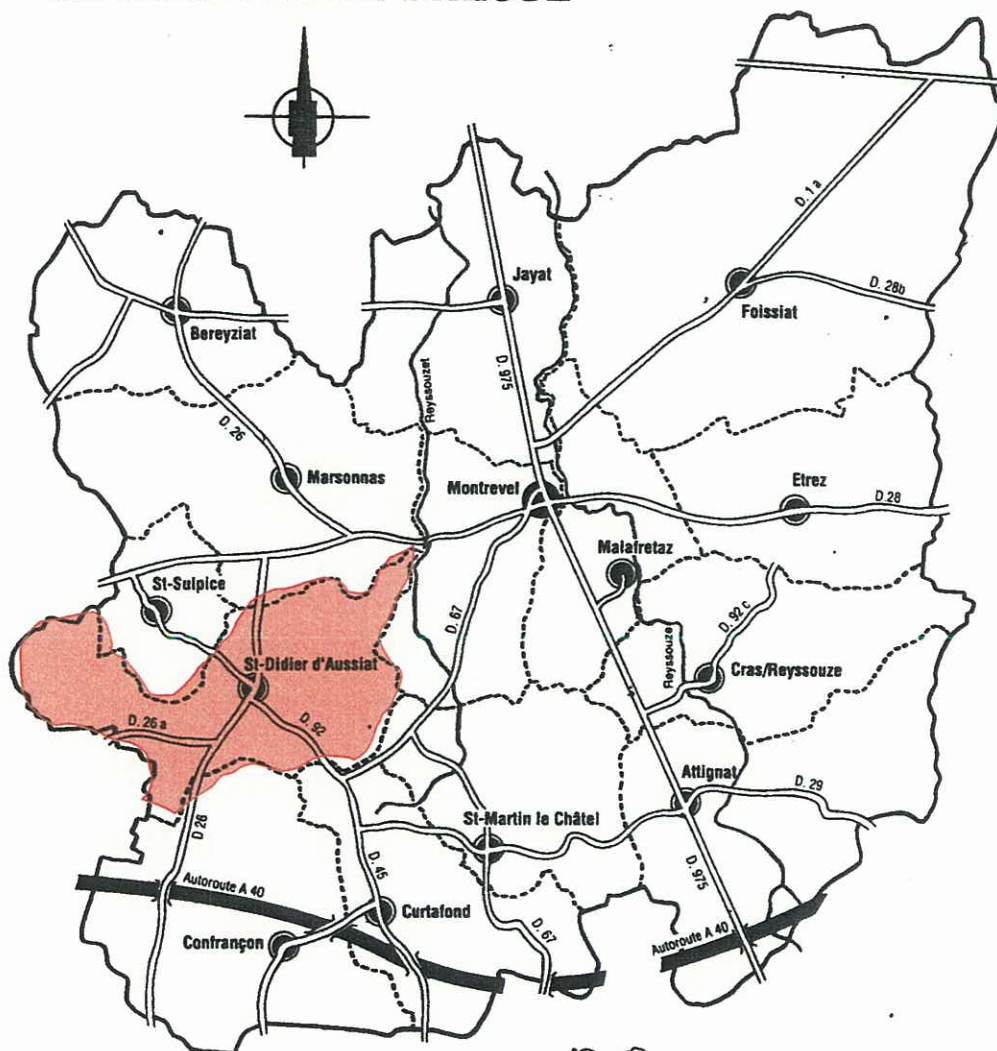 D. 1a
Jayat
D. 28b
Foissiat
Bereyziat
D. 975
Reyssouzet
D. 26
Marsonnas
Montrevel
Etrez
D.28
Malafretaz
St-Sulpice
D. 67
D. 92 c
St-Didier d'Aussiat
Reyssouze
Cras/Reyssouze
D. 26 a
D. 92
Attignat
D. 29
D 26
St-Martin le Châtel
D. 975
Autoroute A 40
D. 45
Curtafond
Confrançon
D. 67
Autoroute A 40